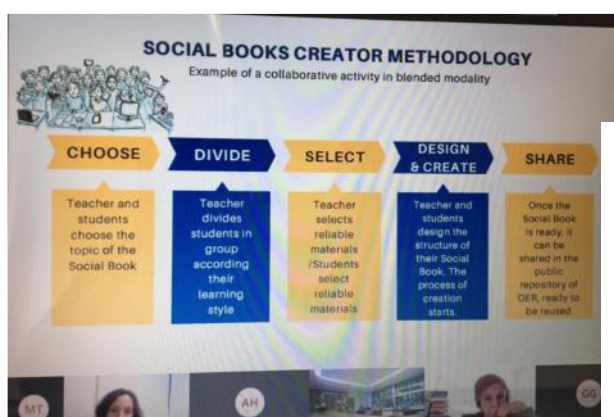 SOCIAL BOOKS CREATOR METHODOLOGY
Example of a collaborative activity in blended modality
CHOOSE
Teacher and
students
choose the
topic of the
Social Book
DIVIDE
Teacher
divides
students in
group
according
their
learning
style
SELECT
Teacher
selects
reliable
materials
/Students
select
reliable
materials
DESIGN
& CREATE
Teacher and
students
design the
structure of
their Social
Book. The
process of
creation
starts.
SHARE
Once the
Social Book
is ready, it
can be
shared in the
public
repository of
OER, ready to
be reused
MT
AH
GG